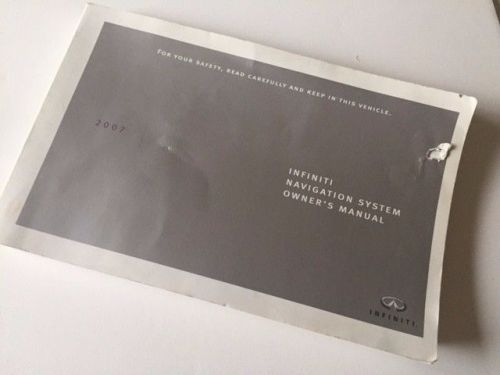 FOR YOUR SAFETY, READ CAREFULLY AND KEEP IN THIS VEHICLE.
2007
INFINITI
NAVIGATION SYSTEM
OWNER'S MANUAL
INFINITI.